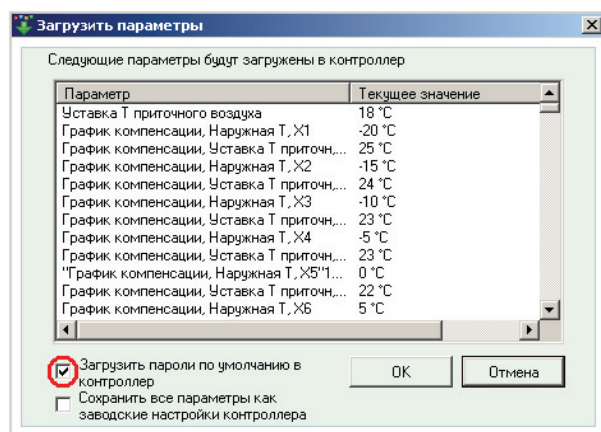 Загрузить параметры
Следующие параметры будут загружены в контроллер
Параметр Текущее значение
Уставка Т приточного воздуха 18 °C
График компенсации, Наружная Т, X1 -20 °C
График компенсации, Уставка Т приточн,... 25 °C
График компенсации, Наружная Т, X2 -15 °C
График компенсации, Уставка Т приточн,... 24 °C
График компенсации, Наружная Т, X3 -10 °C
График компенсации, Уставка Т приточн,... 23 °C
График компенсации, Наружная Т, X4 -5 °C
График компенсации, Уставка Т приточн,... 23 °C
"График компенсации, Наружная Т, X5"1... 0 °C
График компенсации, Уставка Т приточн,... 22 °C
График компенсации, Наружная Т, X6 5 °C
Загрузить пароли по умолчанию в
контроллер
OK Отмена
Сохранить все параметры как
заводские настройки контроллера